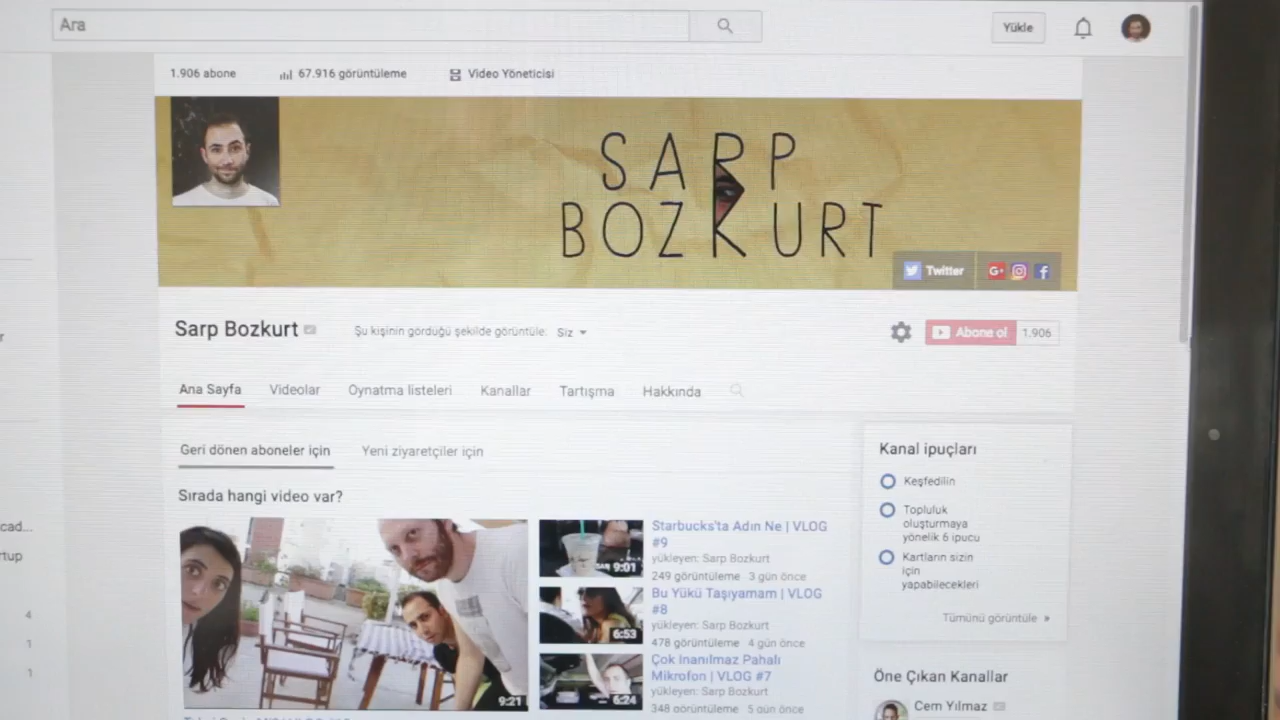 Ara
Yükle
1.906 abone
67.916 görüntüleme
Video Yöneticisi
SARP
BOZKURT
Twitter
Sarp Bozkurt
Şu kişinin gördüğü şekilde görüntüle: Siz
Abone ol 1.906
Ana Sayfa
Videolar
Oynatma listeleri
Kanallar
Tartışma
Hakkında
Geri dönen aboneler için
Yeni ziyaretçiler için
Sırada hangi video var?
9:21
9:01
Starbucks'ta Adın Ne | VLOG
#9
yükleyen: Sarp Bozkurt
249 görüntüleme 3 gün önce
6:53
Bu Yükü Taşıyamam | VLOG
#8
yükleyen: Sarp Bozkurt
478 görüntüleme 4 gün önce
6:24
Çok İnanılmaz Pahalı
Mikrofon | VLOG #7
yükleyen: Sarp Bozkurt
348 görüntüleme 5 gün önce
Kanal ipuçları
Keşfedilin
Topluluk
oluşturmaya
yönelik 6 ipucu
Kartların sizin
için
yapabilecekleri
Tümünü görüntüle »
Öne Çıkan Kanallar
Cem Yılmaz
cad...
rtup
4
1
1